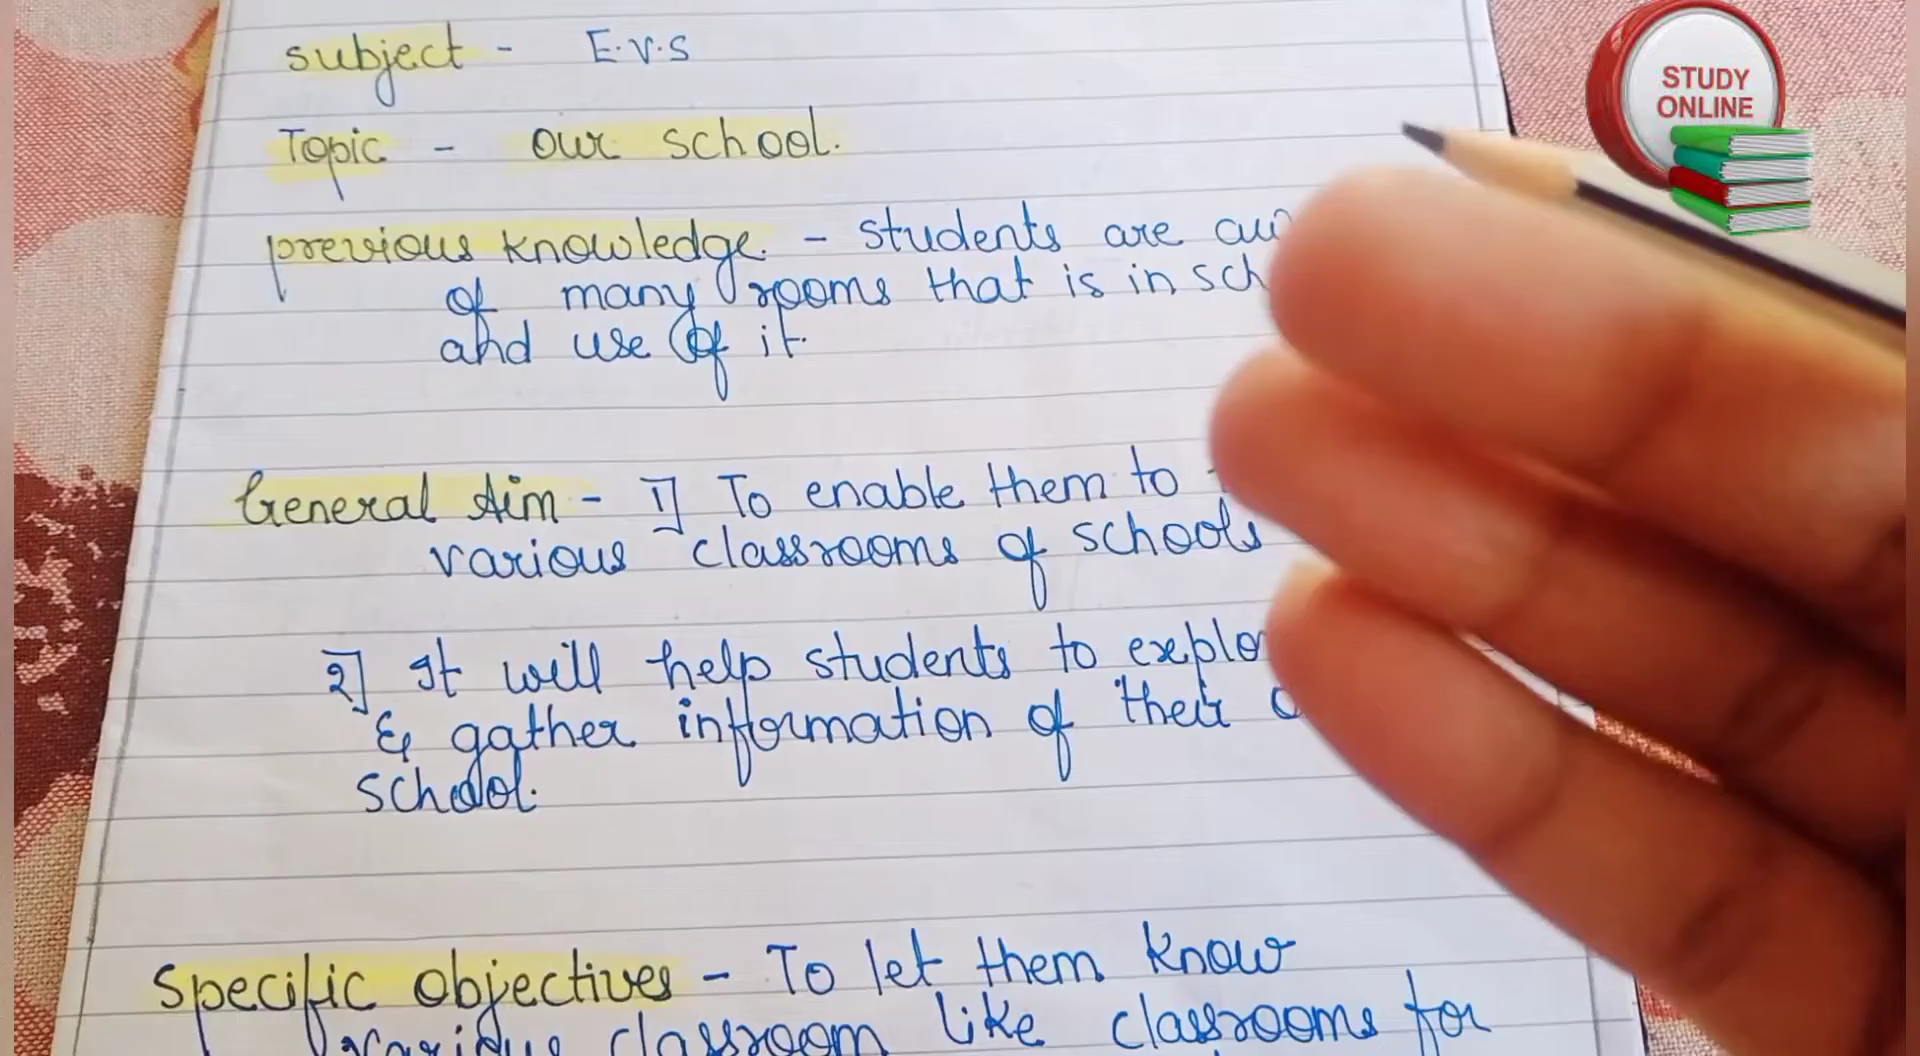 subject - E.V.S
Topic - our school.
previous knowledge. - students are
of many rooms that is in
and use of it.
General Aim - 1] To enable them to
various classrooms of schools
2] It will help students to
& gather information of their
school.
Specific objectives - To let them know
various classroom like classrooms for
STUDY
ONLINE